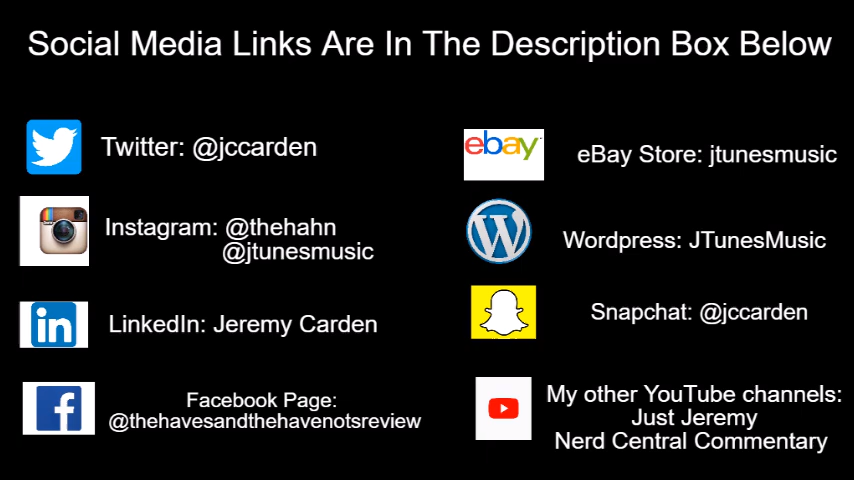 Social Media Links Are In The Description Box Below
Twitter: @jccarden
Instagram: @thehahn
@jtunesmusic
in LinkedIn: Jeremy Carden
f
Facebook Page:
@thehavesandthehavenotsreview
ebay eBay Store: jtunesmusic
W Wordpress: JTunesMusic
Snapchat: @jccarden
My other YouTube channels:
Just Jeremy
Nerd Central Commentary